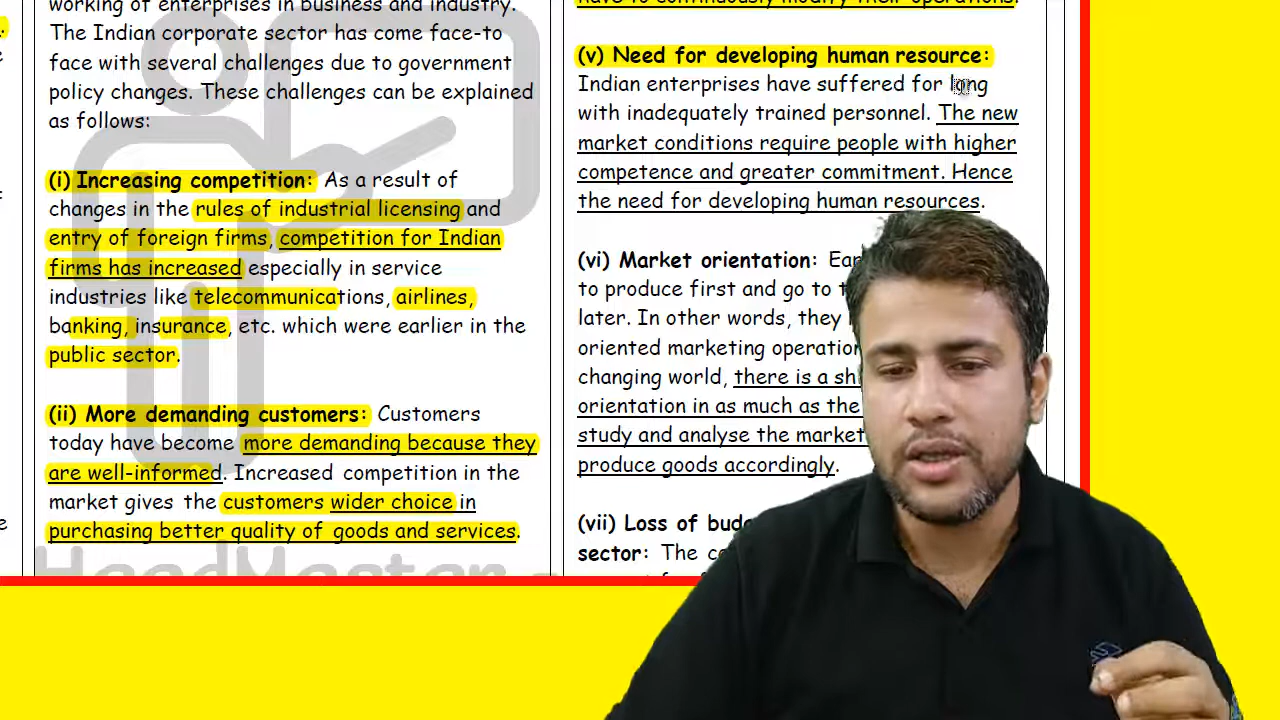 working of enterprises in business and industry.
The Indian corporate sector has come face-to
face with several challenges due to government
policy changes. These challenges can be explained
as follows:
(i) Increasing competition: As a result of
changes in the rules of industrial licensing and
entry of foreign firms, competition for Indian
firms has increased especially in service
industries like telecommunications, airlines,
banking, insurance, etc. which were earlier in the
public sector.
(ii) More demanding customers: Customers
today have become more demanding because they
are well-informed. Increased competition in the
market gives the customers wider choice in
purchasing better quality of goods and services.
have to continuously modify their operations.
(v) Need for developing human resource:
Indian enterprises have suffered for long
with inadequately trained personnel. The new
market conditions require people with higher
competence and greater commitment. Hence
the need for developing human resources.
(vi) Market orientation:
to produce first and go to
later. In other words, they
oriented marketing
changing world, there is a
orientation in as much as the
study and analyse the market
produce goods accordingly.
(vii) Loss of
sector: The
HeadMaster